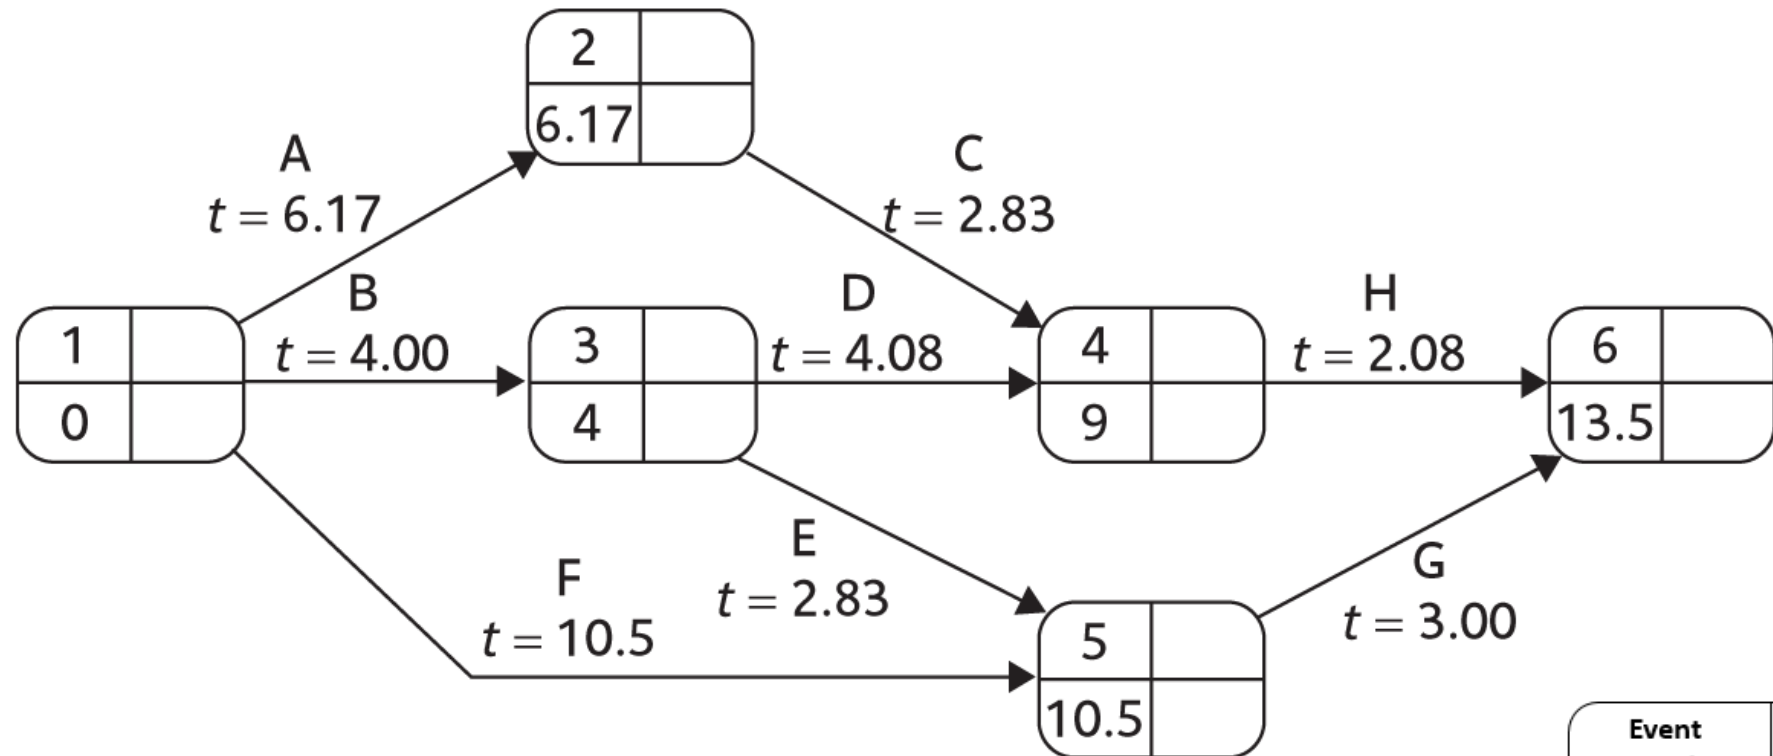 2
6.17
A
t = 6.17
C
t = 2.83
B
t = 4.00
D
t = 4.08
H
t = 2.08
1
0
3
4
4
9
6
13.5
E
t = 2.83
F
t = 10.5
G
t = 3.00
5
10.5
Event